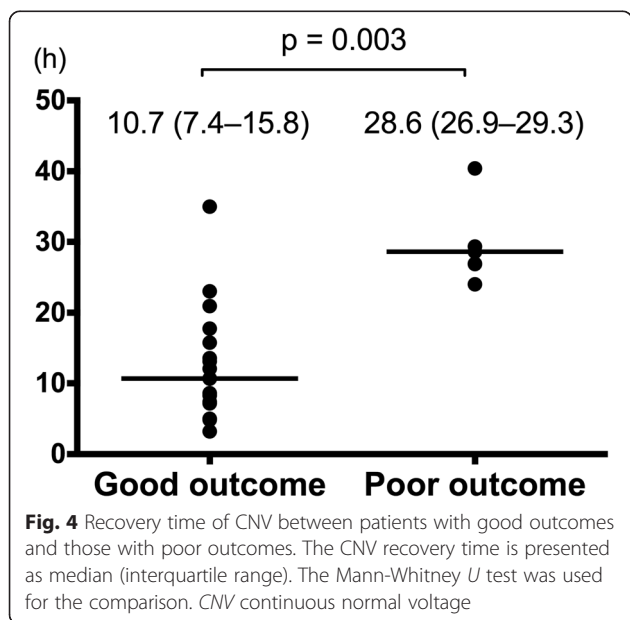 p = 0.003
(h)
50
10.7 (7.4–15.8) 28.6 (26.9–29.3)
40
30
20
10
0
Good outcome Poor outcome
Fig. 4 Recovery time of CNV between patients with good outcomes
and those with poor outcomes. The CNV recovery time is presented
as median (interquartile range). The Mann-Whitney U test was used
for the comparison. CNV continuous normal voltage